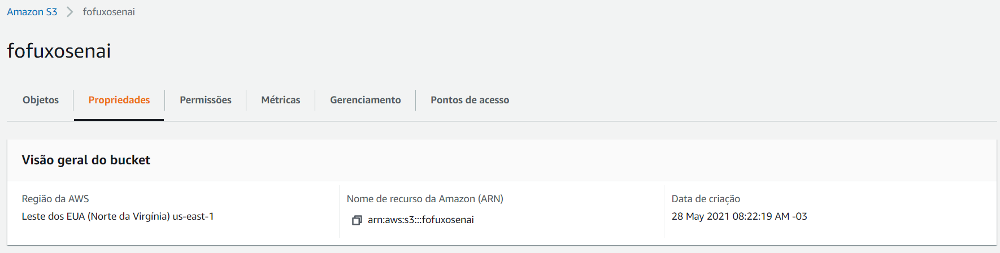 Amazon S3 > fofuxosenai
fofuxosenai
Objetos Propriedades Permissões Métricas Gerenciamento Pontos de acesso
Visão geral do bucket
Região da AWS
Leste dos EUA (Norte da Virgínia) us-east-1
Nome de recurso da Amazon (ARN)
arn:aws:s3:::fofuxosenai
Data de criação
28 May 2021 08:22:19 AM -03